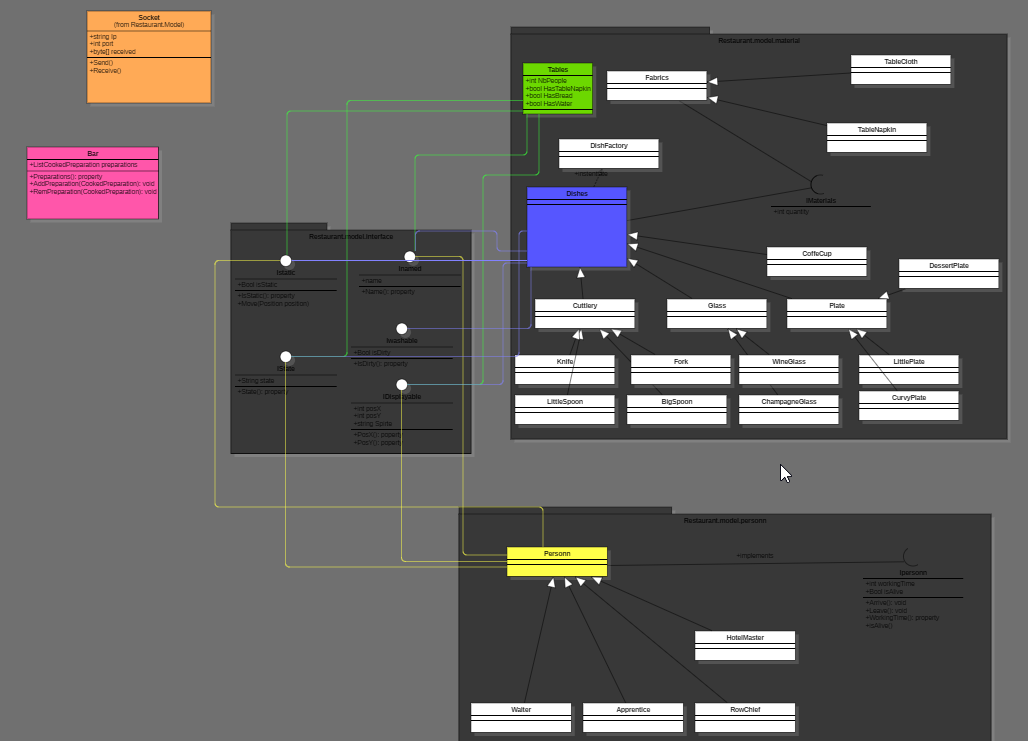 Socket
(from Restaurant.Model)
+string ip
+int port
+byte[] received
+Send()
+Receive()
Bar
+ListCookedPreparation preparations
+Preparations(): property
+AddPreparation(CookedPreparation): void
+RemPreparation(CookedPreparation): void
Restaurant.model.material
Tables
+int NbPeople
+bool HasTableNapkin
+bool HasBread
+bool HasWater
Fabrics
TableCloth
TableNapkin
DishFactory
+instentiate
Dishes
IMaterials
+int quantity
CoffeCup
DessertPlate
Cuttlery
Glass
Plate
Knife
Fork
WineGlass
LittlePlate
LittleSpoon
BigSpoon
ChampagneGlass
CurvyPlate
Restaurant.model.interface
Istatic
+Bool isStatic
+isStatic(): property
+Move(Position position)
Inamed
+name
+Name(): property
Iwashable
+Bool isDirty
+isDirty(): property
IState
+String state
+State(): property
IDisplayable
+int posX
+int posX
+string Sprite
+PosX(): poperty
+PosY(): poperty
Restaurant.model.personn
Personn
+implements
Ipersonn
+int workingTime
+Bool isAlive
+Arrive(): void
+Leave(): void
+WorkingTime(): property
+isAlive()
HotelMaster
Waiter
Apprentice
RowChief